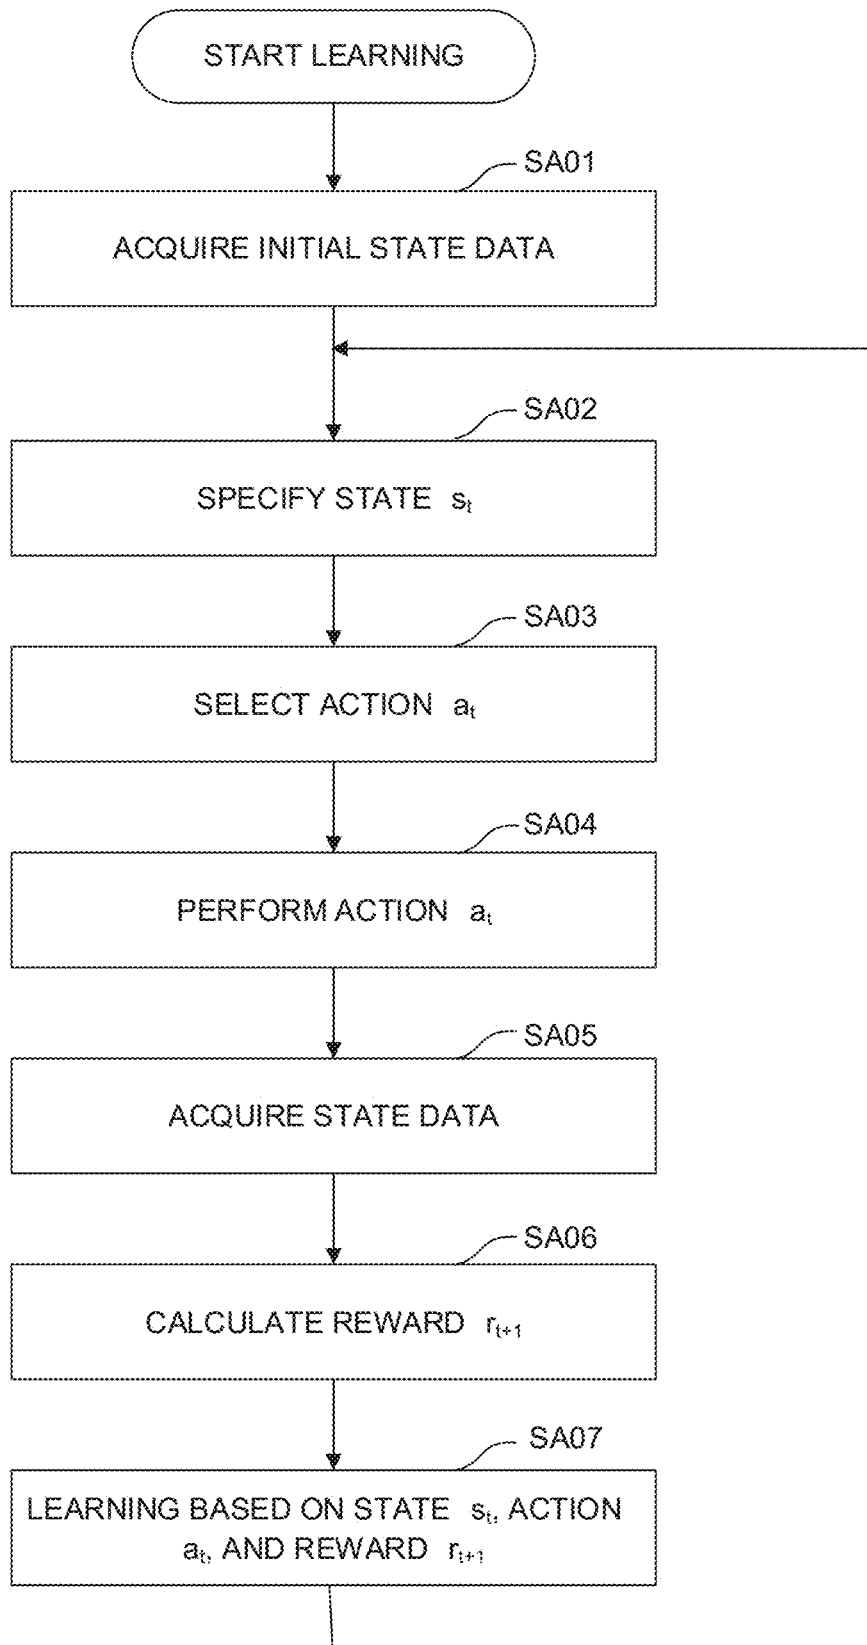 START LEARNING
SA01
ACQUIRE INITIAL STATE DATA
SA02
SPECIFY STATE sₜ
SA03
SELECT ACTION aₜ
SA04
PERFORM ACTION aₜ
SA05
ACQUIRE STATE DATA
SA06
CALCULATE REWARD rₜ₊₁
SA07
LEARNING BASED ON STATE sₜ, ACTION
aₜ, AND REWARD rₜ₊₁